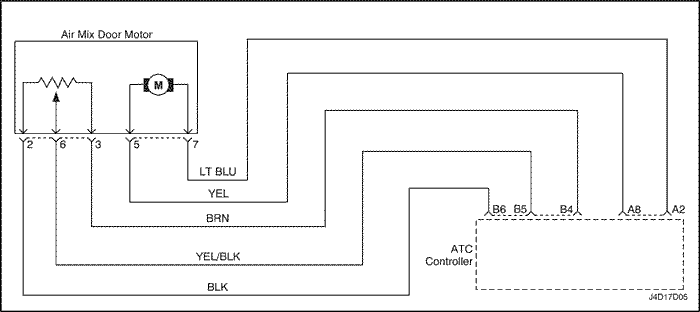 Air Mix Door Motor
M
2 6 3 5 7
LT BLU
YEL
BRN
B6 B5 B4 A8 A2
YEL/BLK
ATC
Controller
BLK
J4D17D05